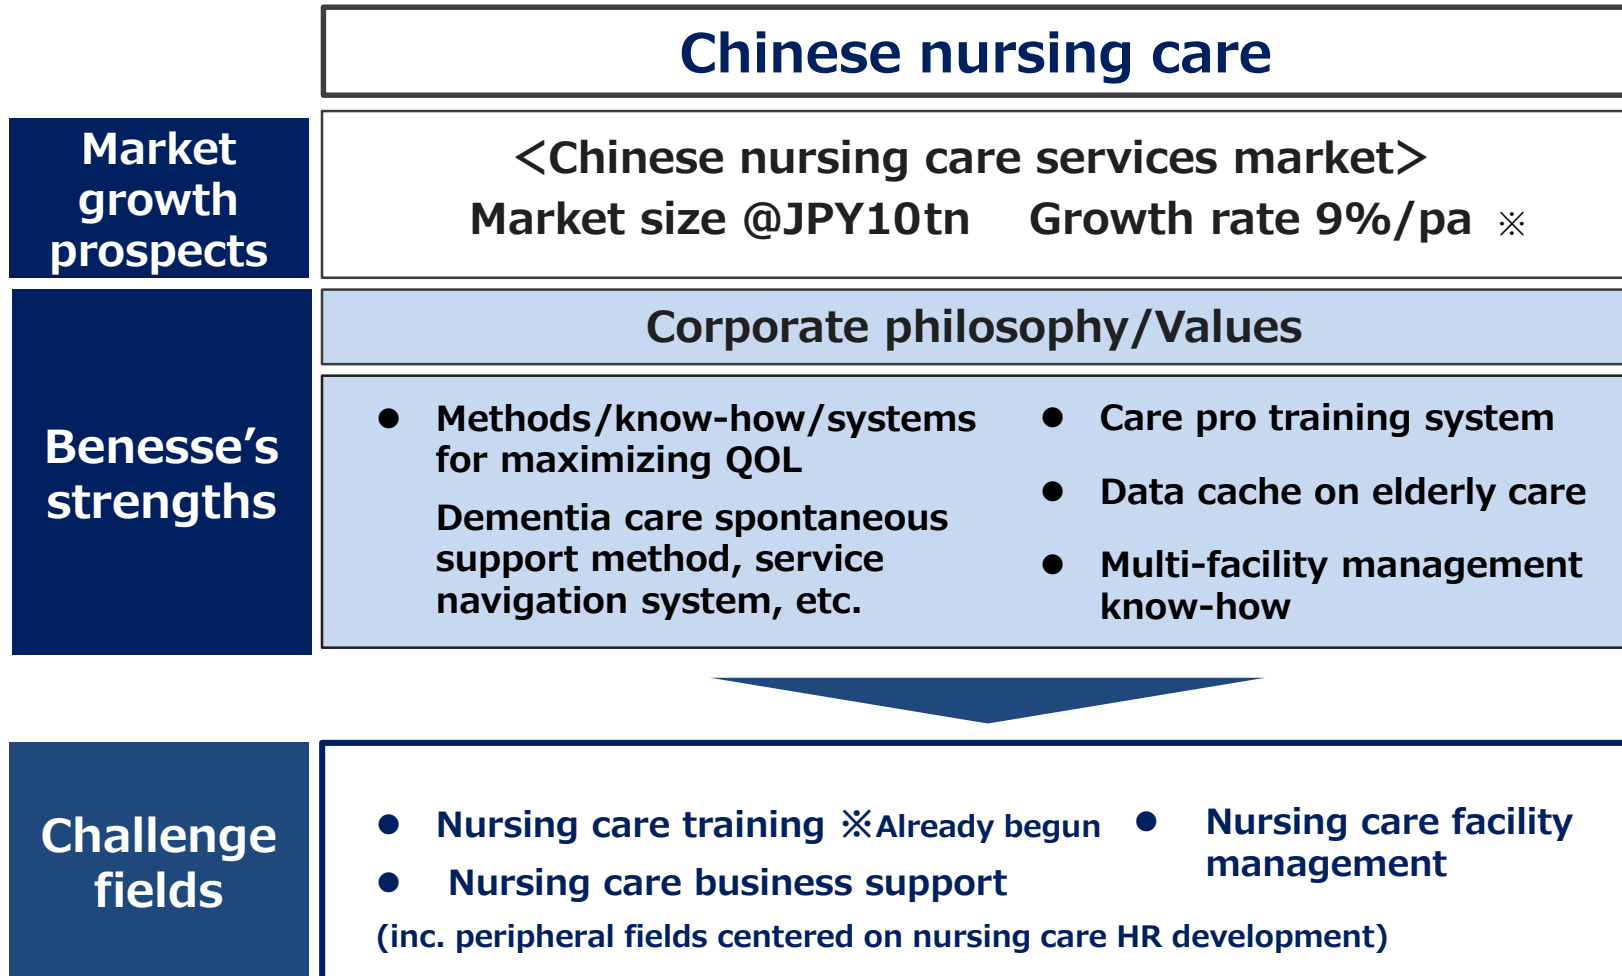 Chinese nursing care
Market
growth
prospects
<Chinese nursing care services market>
Market size @JPY10tn Growth rate 9%/pa ※
Benesse’s
strengths
Corporate philosophy/Values
● Methods/know-how/systems
for maximizing QOL
Dementia care spontaneous
support method, service
navigation system, etc.
● Care pro training system
● Data cache on elderly care
● Multi-facility management
know-how
Challenge
fields
● Nursing care training ※Already begun
● Nursing care business support
● Nursing care facility
management
(inc. peripheral fields centered on nursing care HR development)